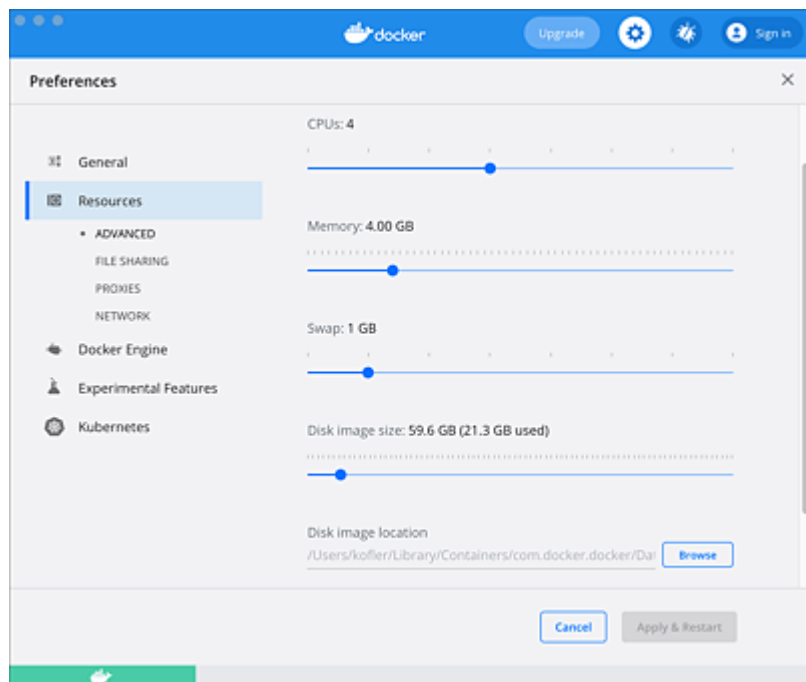 docker
Upgrade
Sign in
Preferences
General
Resources
ADVANCED
FILE SHARING
PROXIES
NETWORK
Docker Engine
Experimental Features
Kubernetes
CPUs: 4
Memory: 4.00 GB
Swap: 1 GB
Disk image size: 59.6 GB (21.3 GB used)
Disk image location
/Users/kofler/Library/Containers/com.docker.docker/Dat
Browse
Cancel
Apply & Restart